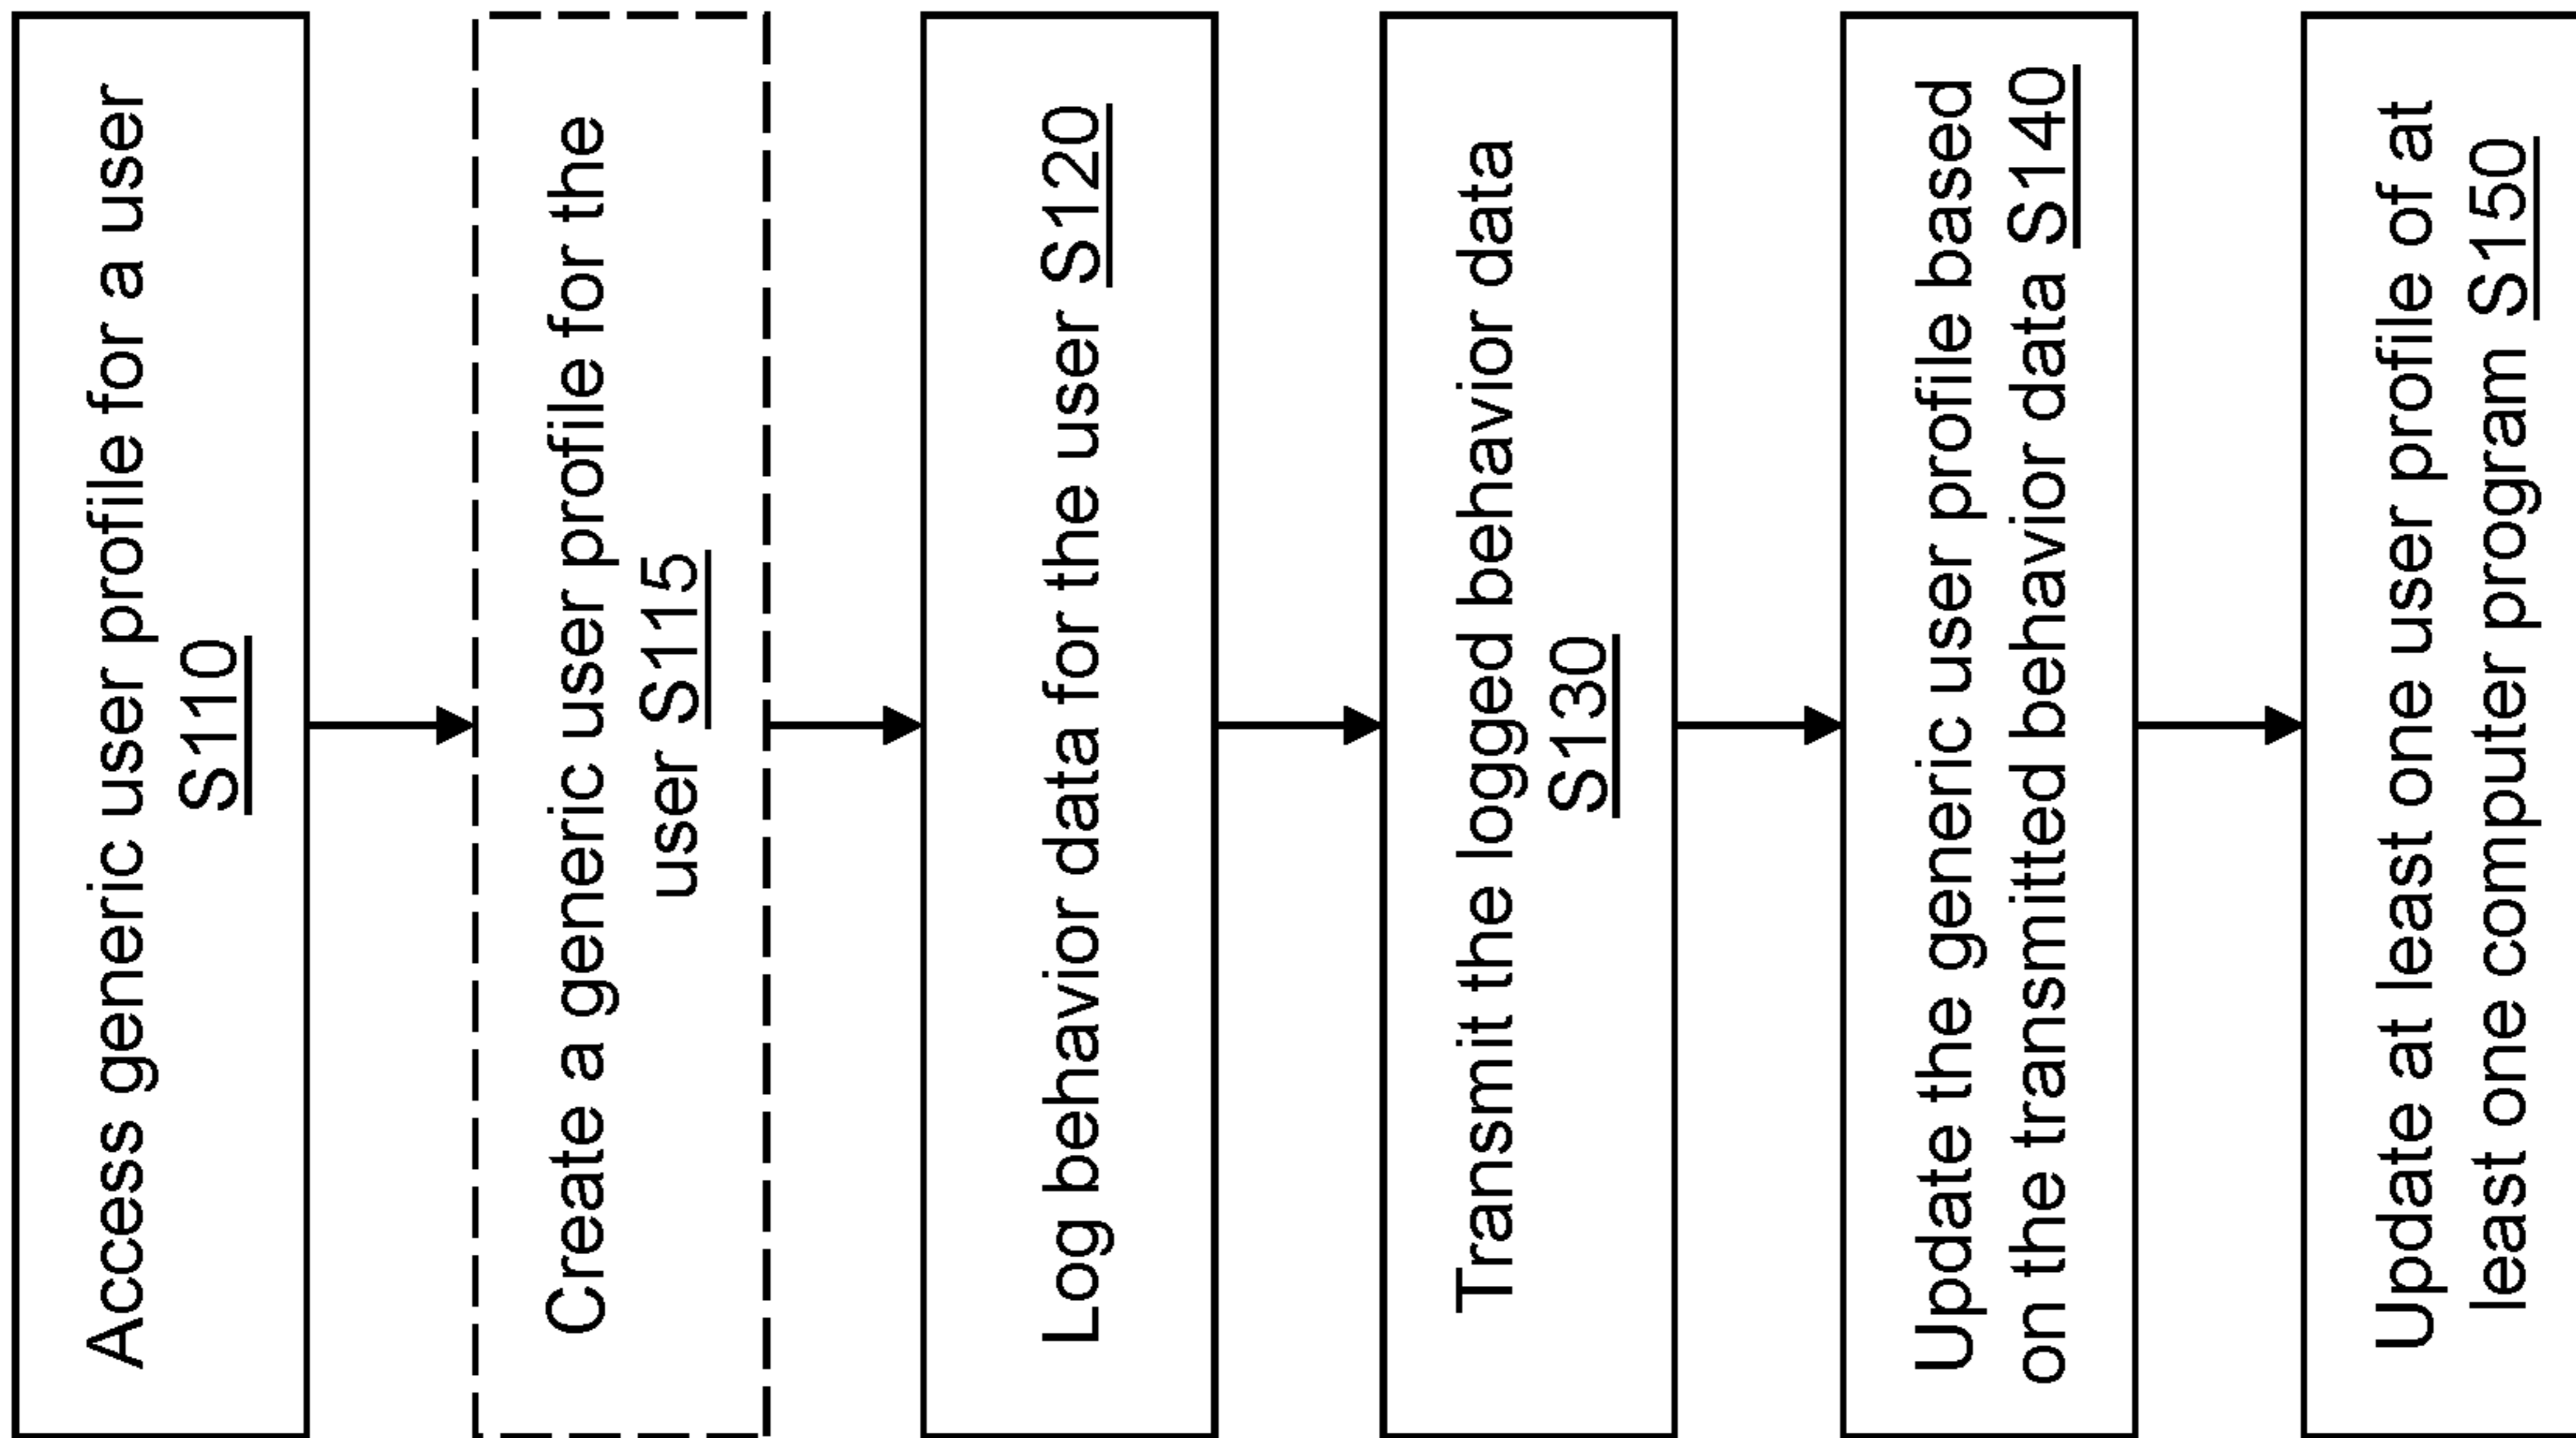 Access generic user profile for a user
S110
Create a generic user profile for the
user S115
Log behavior data for the user S120
Transmit the logged behavior data
S130
Update the generic user profile based
on the transmitted behavior data S140
Update at least one user profile of at
least one computer program S150